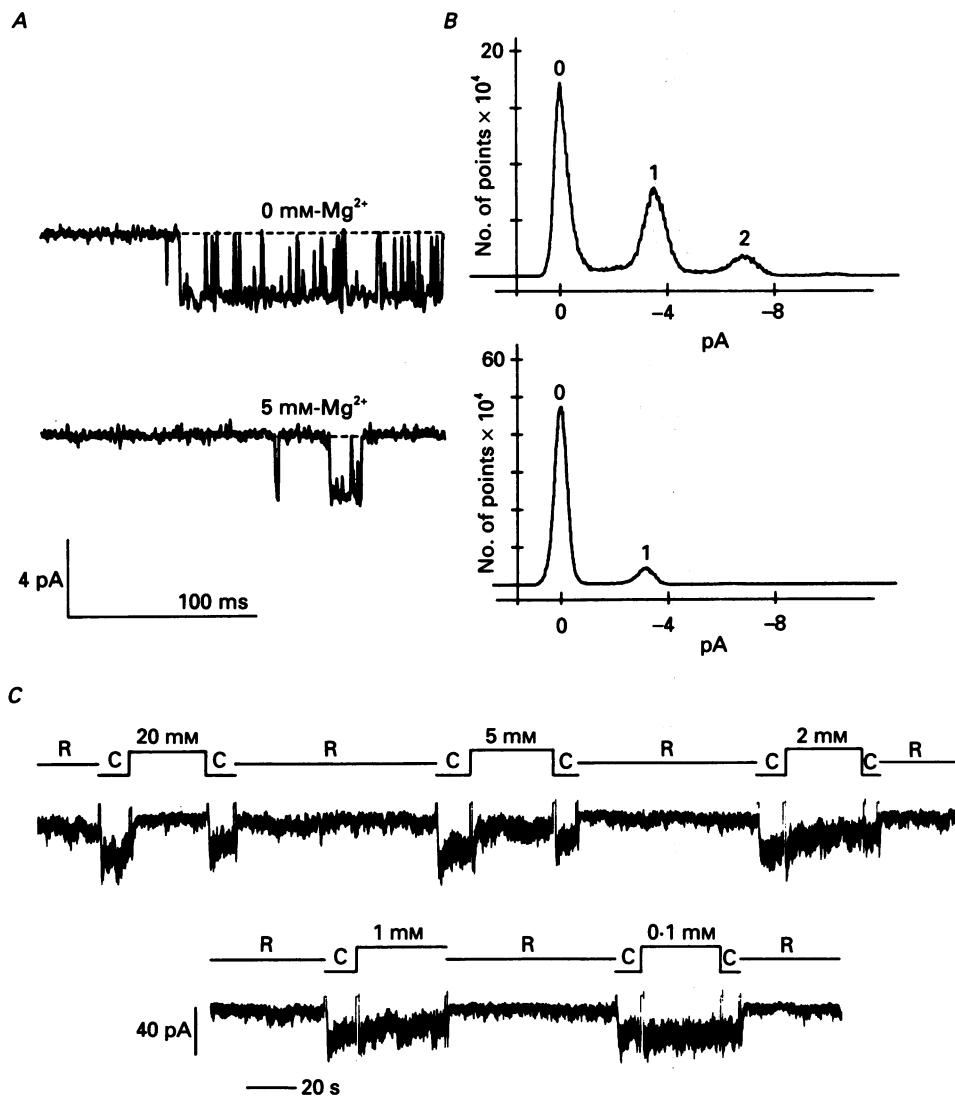 A
0 mM-Mg²⁺
5 mM-Mg²⁺
4 pA
100 ms
B
20
No. of points × 10⁴
0
1
2
0
−4
−8
pA
60
No. of points × 10⁴
0
1
0
−4
−8
pA
C
R
C
20 mM
C
R
C
5 mM
C
R
C
2 mM
C
R
R
C
1 mM
R
C
0·1 mM
C
R
40 pA
20 s